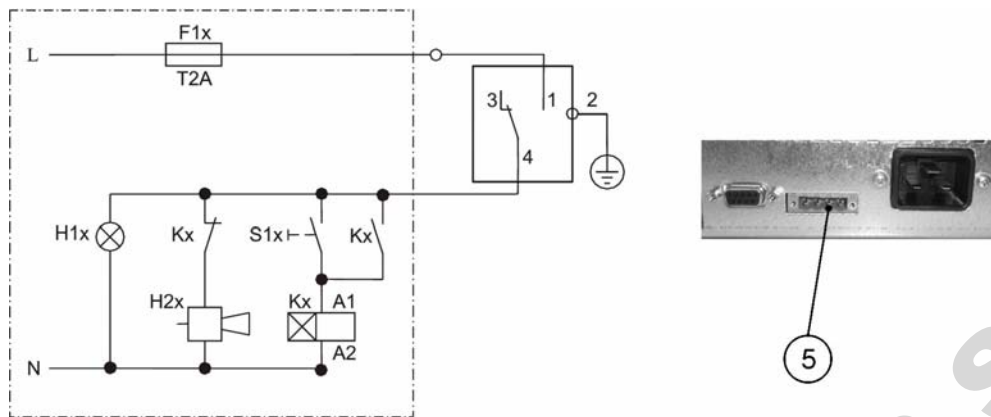 F1x
L
T2A
3 1 2
4
H1x Kx S1x Kx
H2x Kx A1
A2
N
5